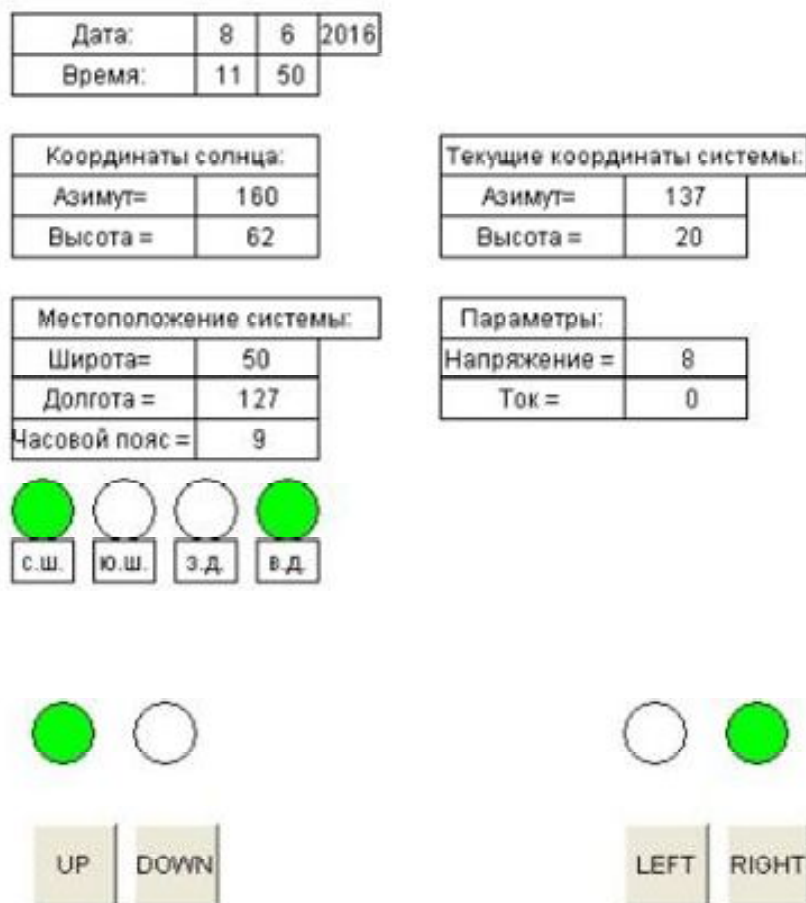 Дата: 8 6 2016
Время: 11 50
Координаты солнца:
Азимут= 160
Высота = 62
Текущие координаты системы:
Азимут= 137
Высота = 20
Местоположение системы:
Широта= 50
Долгота = 127
Часовой пояс = 9
Параметры:
Напряжение = 8
Ток = 0
с.ш. ю.ш. з.д. в.д.
UP DOWN LEFT RIGHT